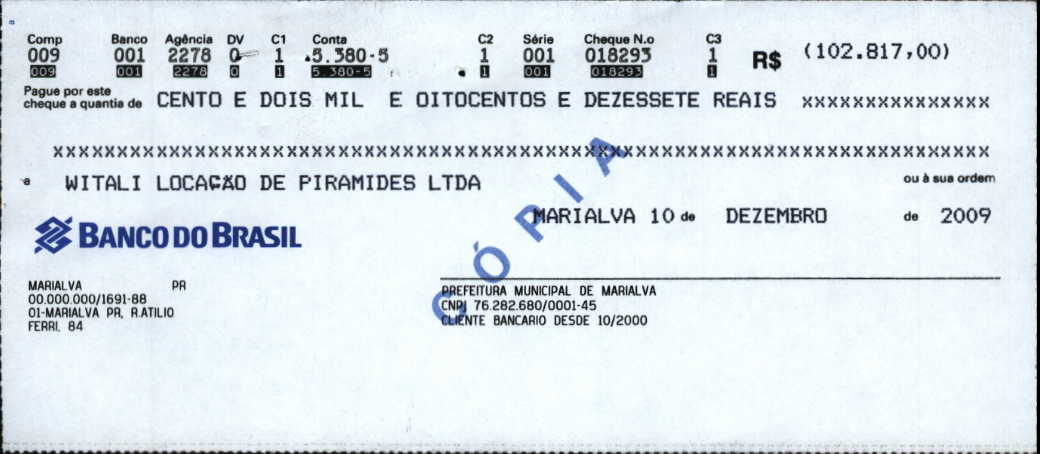 Comp Banco Agência DV C1 Conta C2 Série Cheque N.o C3
009 001 2278 0 1 .5.380-5 1 001 018293 1 R$ (102.817,00)
009 001 2278 0 1 5.380-5 1 001 018293 1
Pague por este
cheque a quantia de CENTO E DOIS MIL E OITOCENTOS E DEZESSETE REAIS xxxxxxxxxxxxxxx
xxxxxxxxxxxxxxxxxxxxxxxxxxxxxxxxxxxxxxxxxxxxxxxxxxxxxxxxxxxxxxxxxxxxxxxxxxxxxxx
a WITALI LOCAÇÃO DE PIRAMIDES LTDA ou à sua ordem
MARIALVA 10 de DEZEMBRO de 2009
BANCO DO BRASIL
CÓPIA
MARIALVA PR
00.000.000/1691-88
01-MARIALVA PR, R.ATILIO
FERRI, 84
PREFEITURA MUNICIPAL DE MARIALVA
CNPJ 76.282.680/0001-45
CLIENTE BANCARIO DESDE 10/2000